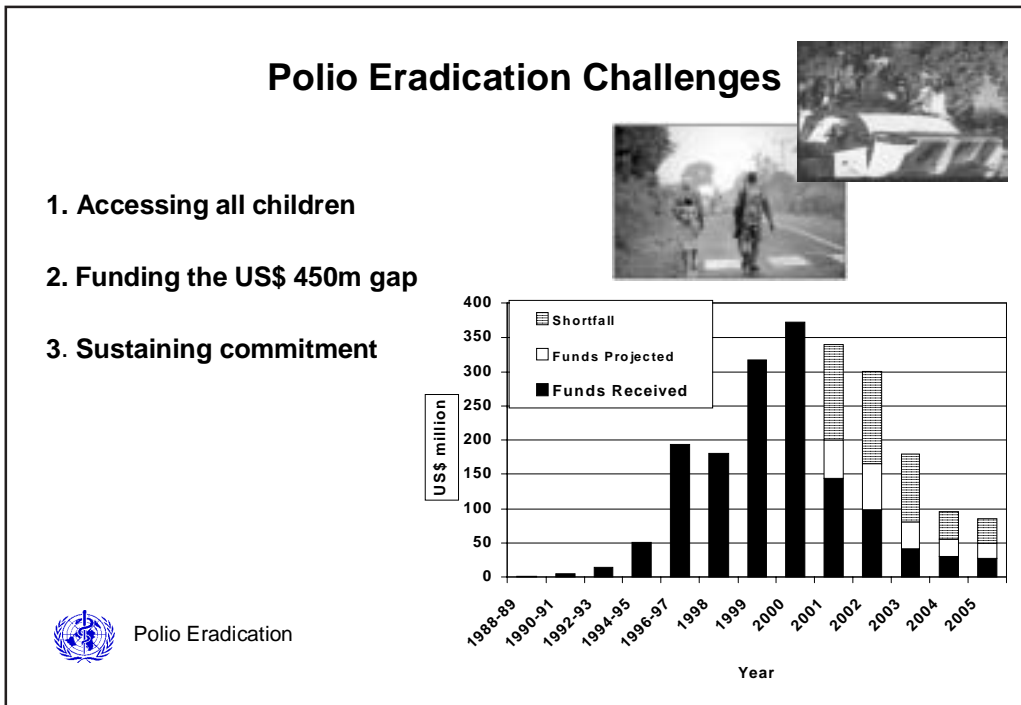 Polio Eradication Challenges
1. Accessing all children
2. Funding the US$ 450m gap
3. Sustaining commitment
400
350
300
250
200
150
100
50
0
US$ million
Shortfall
Funds Projected
Funds Received
1988-89
1990-91
1992-93
1994-95
1996-97
1998
1999
2000
2001
2002
2003
2004
2005
Year
Polio Eradication